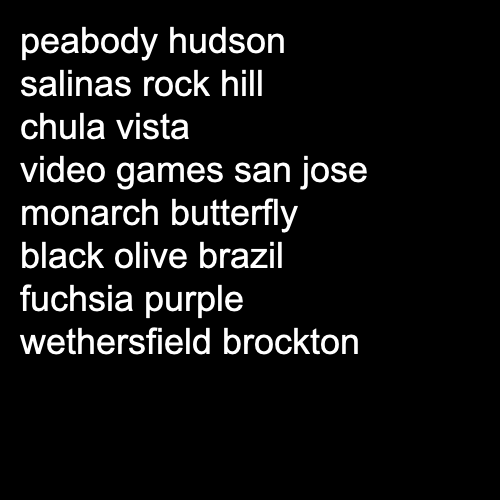 peabody hudson
salinas rock hill
chula vista
video games san jose
monarch butterfly
black olive brazil
fuchsia purple
wethersfield brockton